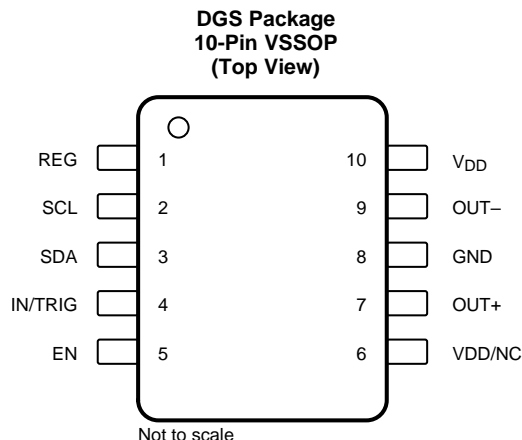 DGS Package
10-Pin VSSOP
(Top View)
REG 1 10 VDD
SCL 2 9 OUT–
SDA 3 8 GND
IN/TRIG 4 7 OUT+
EN 5 6 VDD/NC
Not to scale